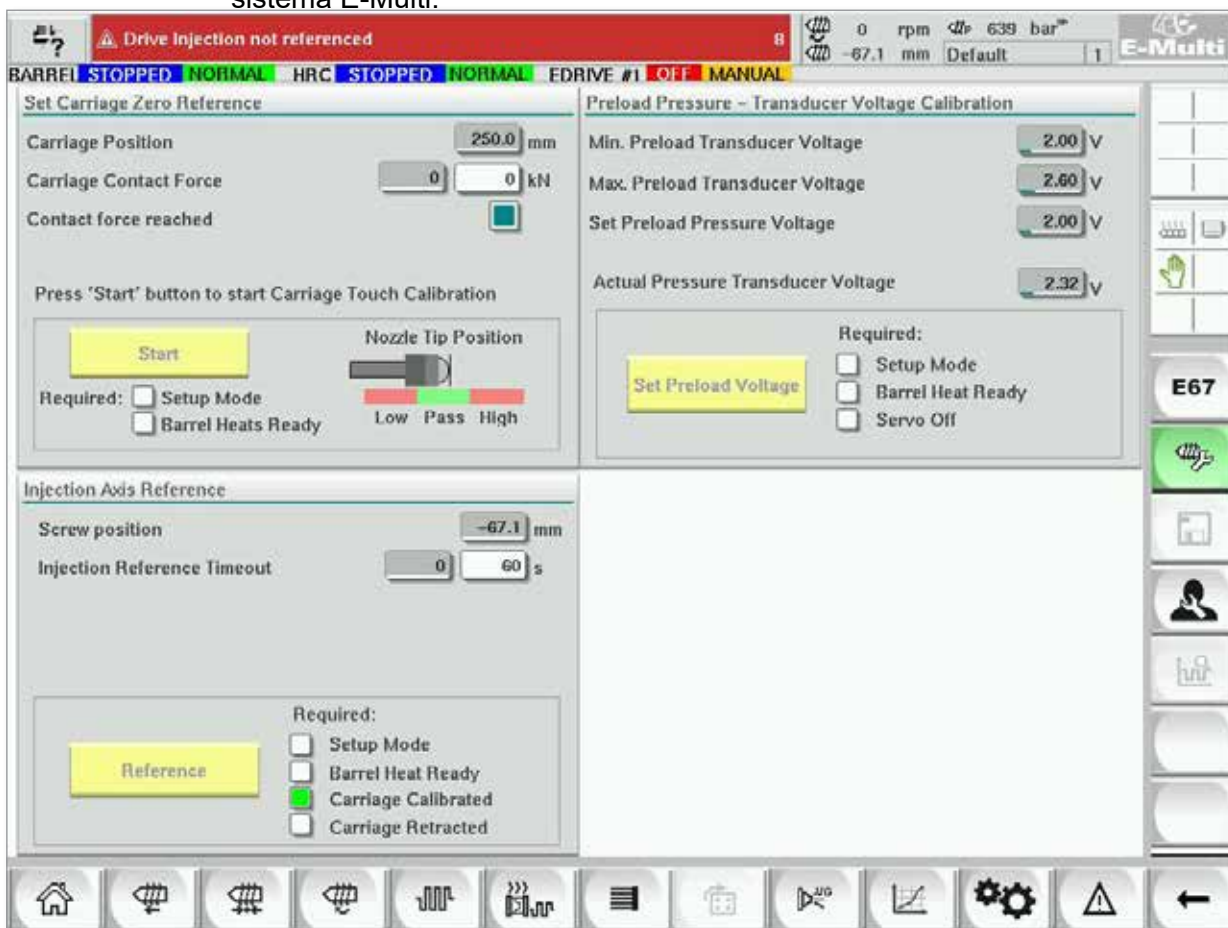 sistema E-Multi.
Drive Injection not referenced
8
0 rpm 639 bar
-67.1 mm Default 1
E-Multi
BARREL STOPPED NORMAL HRC STOPPED NORMAL EDRIVE #1 OFF MANUAL
Set Carriage Zero Reference
Carriage Position 250.0 mm
Carriage Contact Force 0 0 kN
Contact force reached
Press 'Start' button to start Carriage Touch Calibration
Start
Required: Setup Mode
Barrel Heats Ready
Nozzle Tip Position
Low Pass High
Preload Pressure - Transducer Voltage Calibration
Min. Preload Transducer Voltage 2.00 V
Max. Preload Transducer Voltage 2.60 V
Set Preload Pressure Voltage 2.00 V
Actual Pressure Transducer Voltage 2.32 V
Set Preload Voltage
Required:
Setup Mode
Barrel Heat Ready
Servo Off
E67
Injection Axis Reference
Screw position -67.1 mm
Injection Reference Timeout 0 60 s
Reference
Required:
Setup Mode
Barrel Heat Ready
Carriage Calibrated
Carriage Retracted